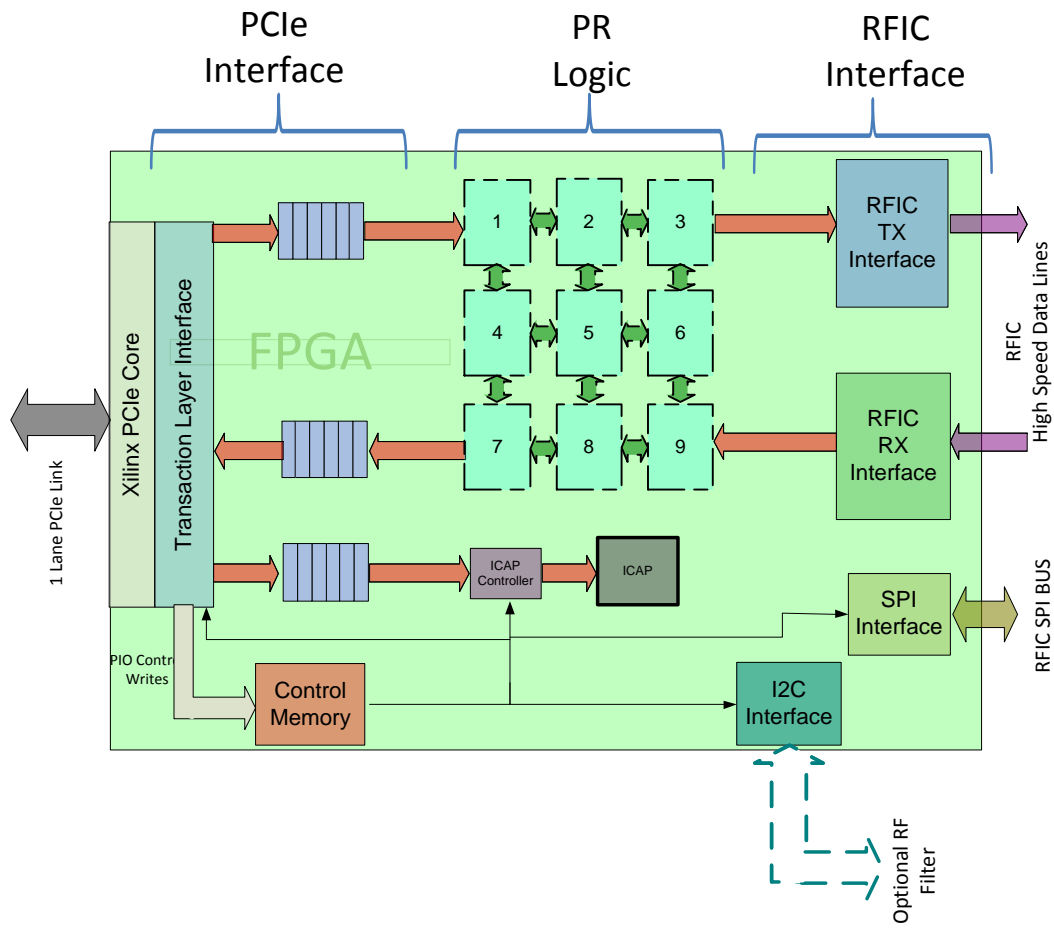 PCIe
Interface
PR
Logic
RFIC
Interface
1
2
3
4
5
6
7
8
9
RFIC
TX
Interface
RFIC
High Speed Data Lines
FPGA
Xilinx PCIe Core
Transaction Layer Interface
1 Lane PCIe Link
RFIC
RX
Interface
ICAP
Controller
ICAP
SPI
Interface
RFIC SPI BUS
PIO Contr
Writes
Control
Memory
I2C
Interface
Optional RF
Filter